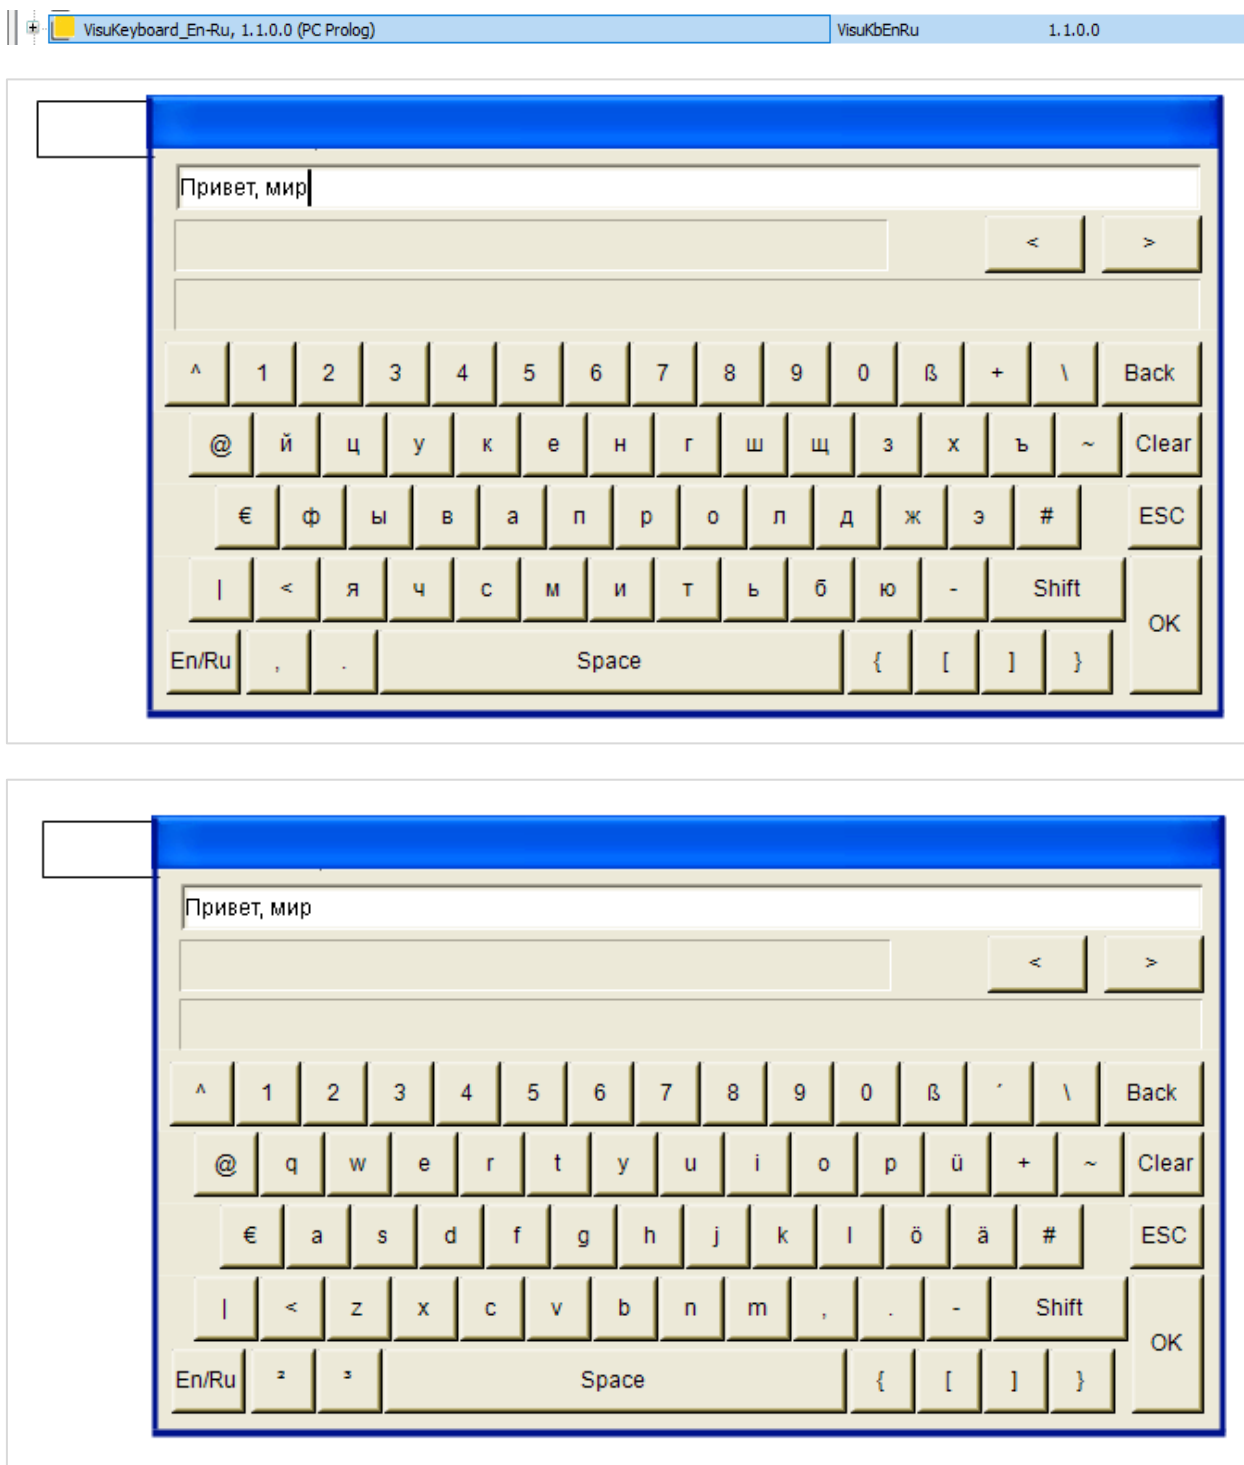 VisuKeyboard_En-Ru, 1.1.0.0 (PC Prolog) VisuKbEnRu 1.1.0.0
Привет, мир
< >
^ 1 2 3 4 5 6 7 8 9 0 ß + \ Back
@ й ц у к е н г ш щ з х ъ ~ Clear
€ ф ы в а п р о л д ж э # ESC
| < я ч с м и т ь б ю - Shift
OK
En/Ru , . Space { [ ] }
Привет, мир
< >
^ 1 2 3 4 5 6 7 8 9 0 ß ´ \ Back
@ q w e r t y u i o p ü + ~ Clear
€ a s d f g h j k l ö ä # ESC
| < z x c v b n m , . - Shift
OK
En/Ru ² ³ Space { [ ] }